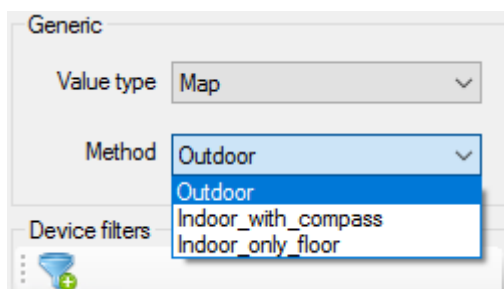 Generic
Value type Map
Method Outdoor
Outdoor
Indoor_with_compass
Indoor_only_floor
Device filters